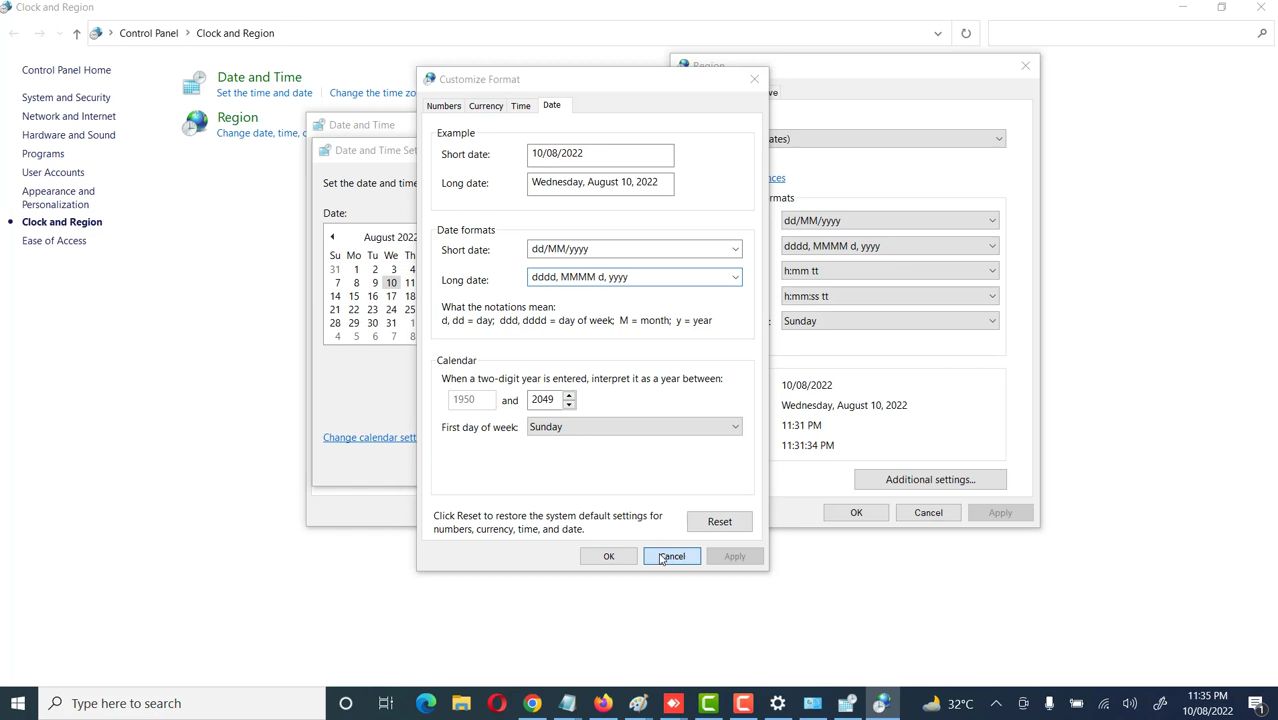 Clock and Region
Control Panel > Clock and Region
Control Panel Home
System and Security
Network and Internet
Hardware and Sound
Programs
User Accounts
Appearance and
Personalization
Clock and Region
Ease of Access
Date and Time
Set the time and date
Change the time zo
Region
Change date, time, o
Date and Time
Date and Time Set
Set the date and time
Date:
August 2022
Su Mo Tu We Th
31 1 2 3 4
7 8 9 10 11
14 15 16 17 18
21 22 23 24 25
28 29 30 31 1
4 5 6 7 8
Change calendar sett
Customize Format
Numbers Currency Time Date
Example
Short date: 10/08/2022
Long date: Wednesday, August 10, 2022
Date formats
Short date: dd/MM/yyyy
Long date: dddd, MMMM d, yyyy
What the notations mean:
d, dd = day; ddd, dddd = day of week; M = month; y = year
Calendar
When a two-digit year is entered, interpret it as a year between:
1950 and 2049
First day of week: Sunday
Click Reset to restore the system default settings for
numbers, currency, time, and date.
Reset
OK Cancel Apply
Region
ve
ates)
nces
rmats
dd/MM/yyyy
dddd, MMMM d, yyyy
h:mm tt
h:mm:ss tt
Sunday
10/08/2022
Wednesday, August 10, 2022
11:31 PM
11:31:34 PM
Additional settings...
OK Cancel Apply
Type here to search
32°C
11:35 PM
10/08/2022
1